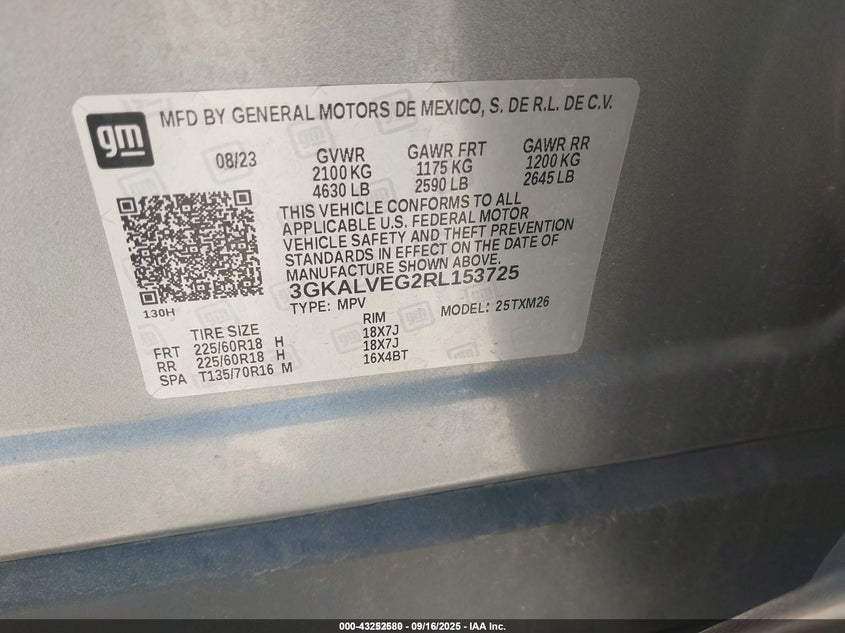 gm
MFD BY GENERAL MOTORS DE MEXICO, S. DE R.L. DE C.V.
08/23 GVWR GAWR FRT GAWR RR
2100 KG 1175 KG 1200 KG
4630 LB 2590 LB 2645 LB
THIS VEHICLE CONFORMS TO ALL
APPLICABLE U.S. FEDERAL MOTOR
VEHICLE SAFETY AND THEFT PREVENTION
STANDARDS IN EFFECT ON THE DATE OF
MANUFACTURE SHOWN ABOVE.
3GKALVEG2RL153725
130H TYPE: MPV MODEL: 25TXM26
TIRE SIZE RIM
FRT 225/60R18 H 18X7J
RR 225/60R18 H 18X7J
SPA T135/70R16 M 16X4BT
000-43252680 - 09/16/2025 - IAA Inc.